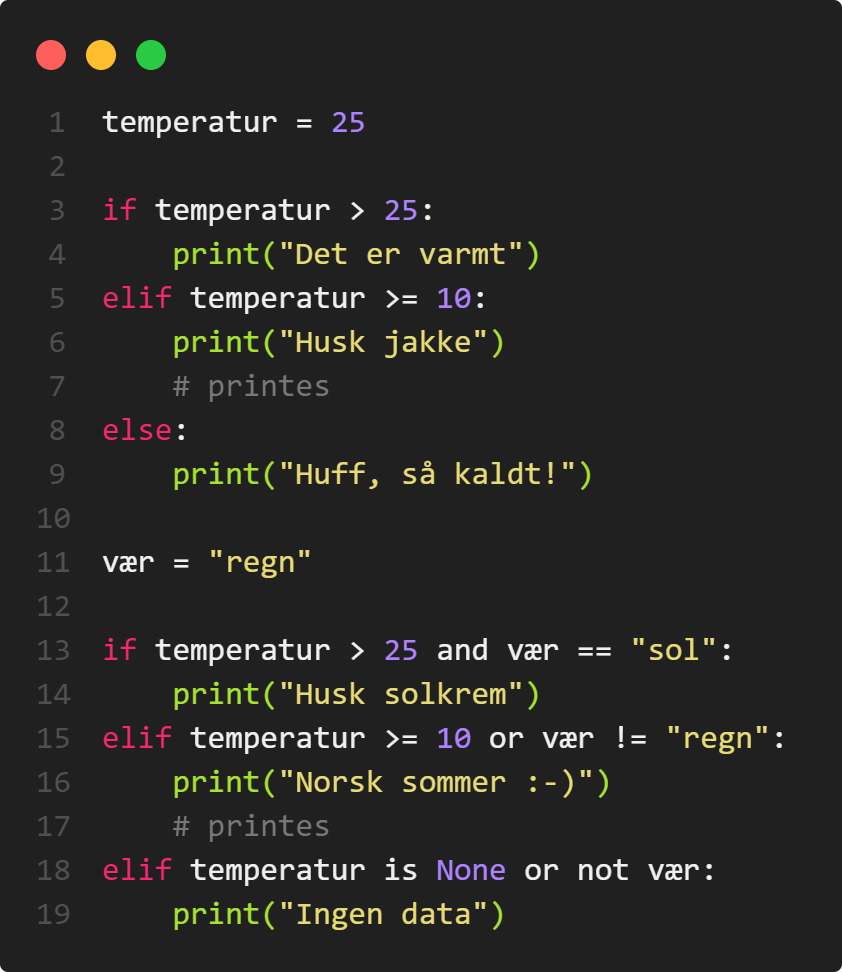 1 temperatur = 25
2
3 if temperatur > 25:
4     print("Det er varmt")
5 elif temperatur >= 10:
6     print("Husk jakke")
7     # printes
8 else:
9     print("Huff, så kaldt!")
10
11 vær = "regn"
12
13 if temperatur > 25 and vær == "sol":
14     print("Husk solkrem")
15 elif temperatur >= 10 or vær != "regn":
16     print("Norsk sommer :-)")
17     # printes
18 elif temperatur is None or not vær:
19     print("Ingen data")